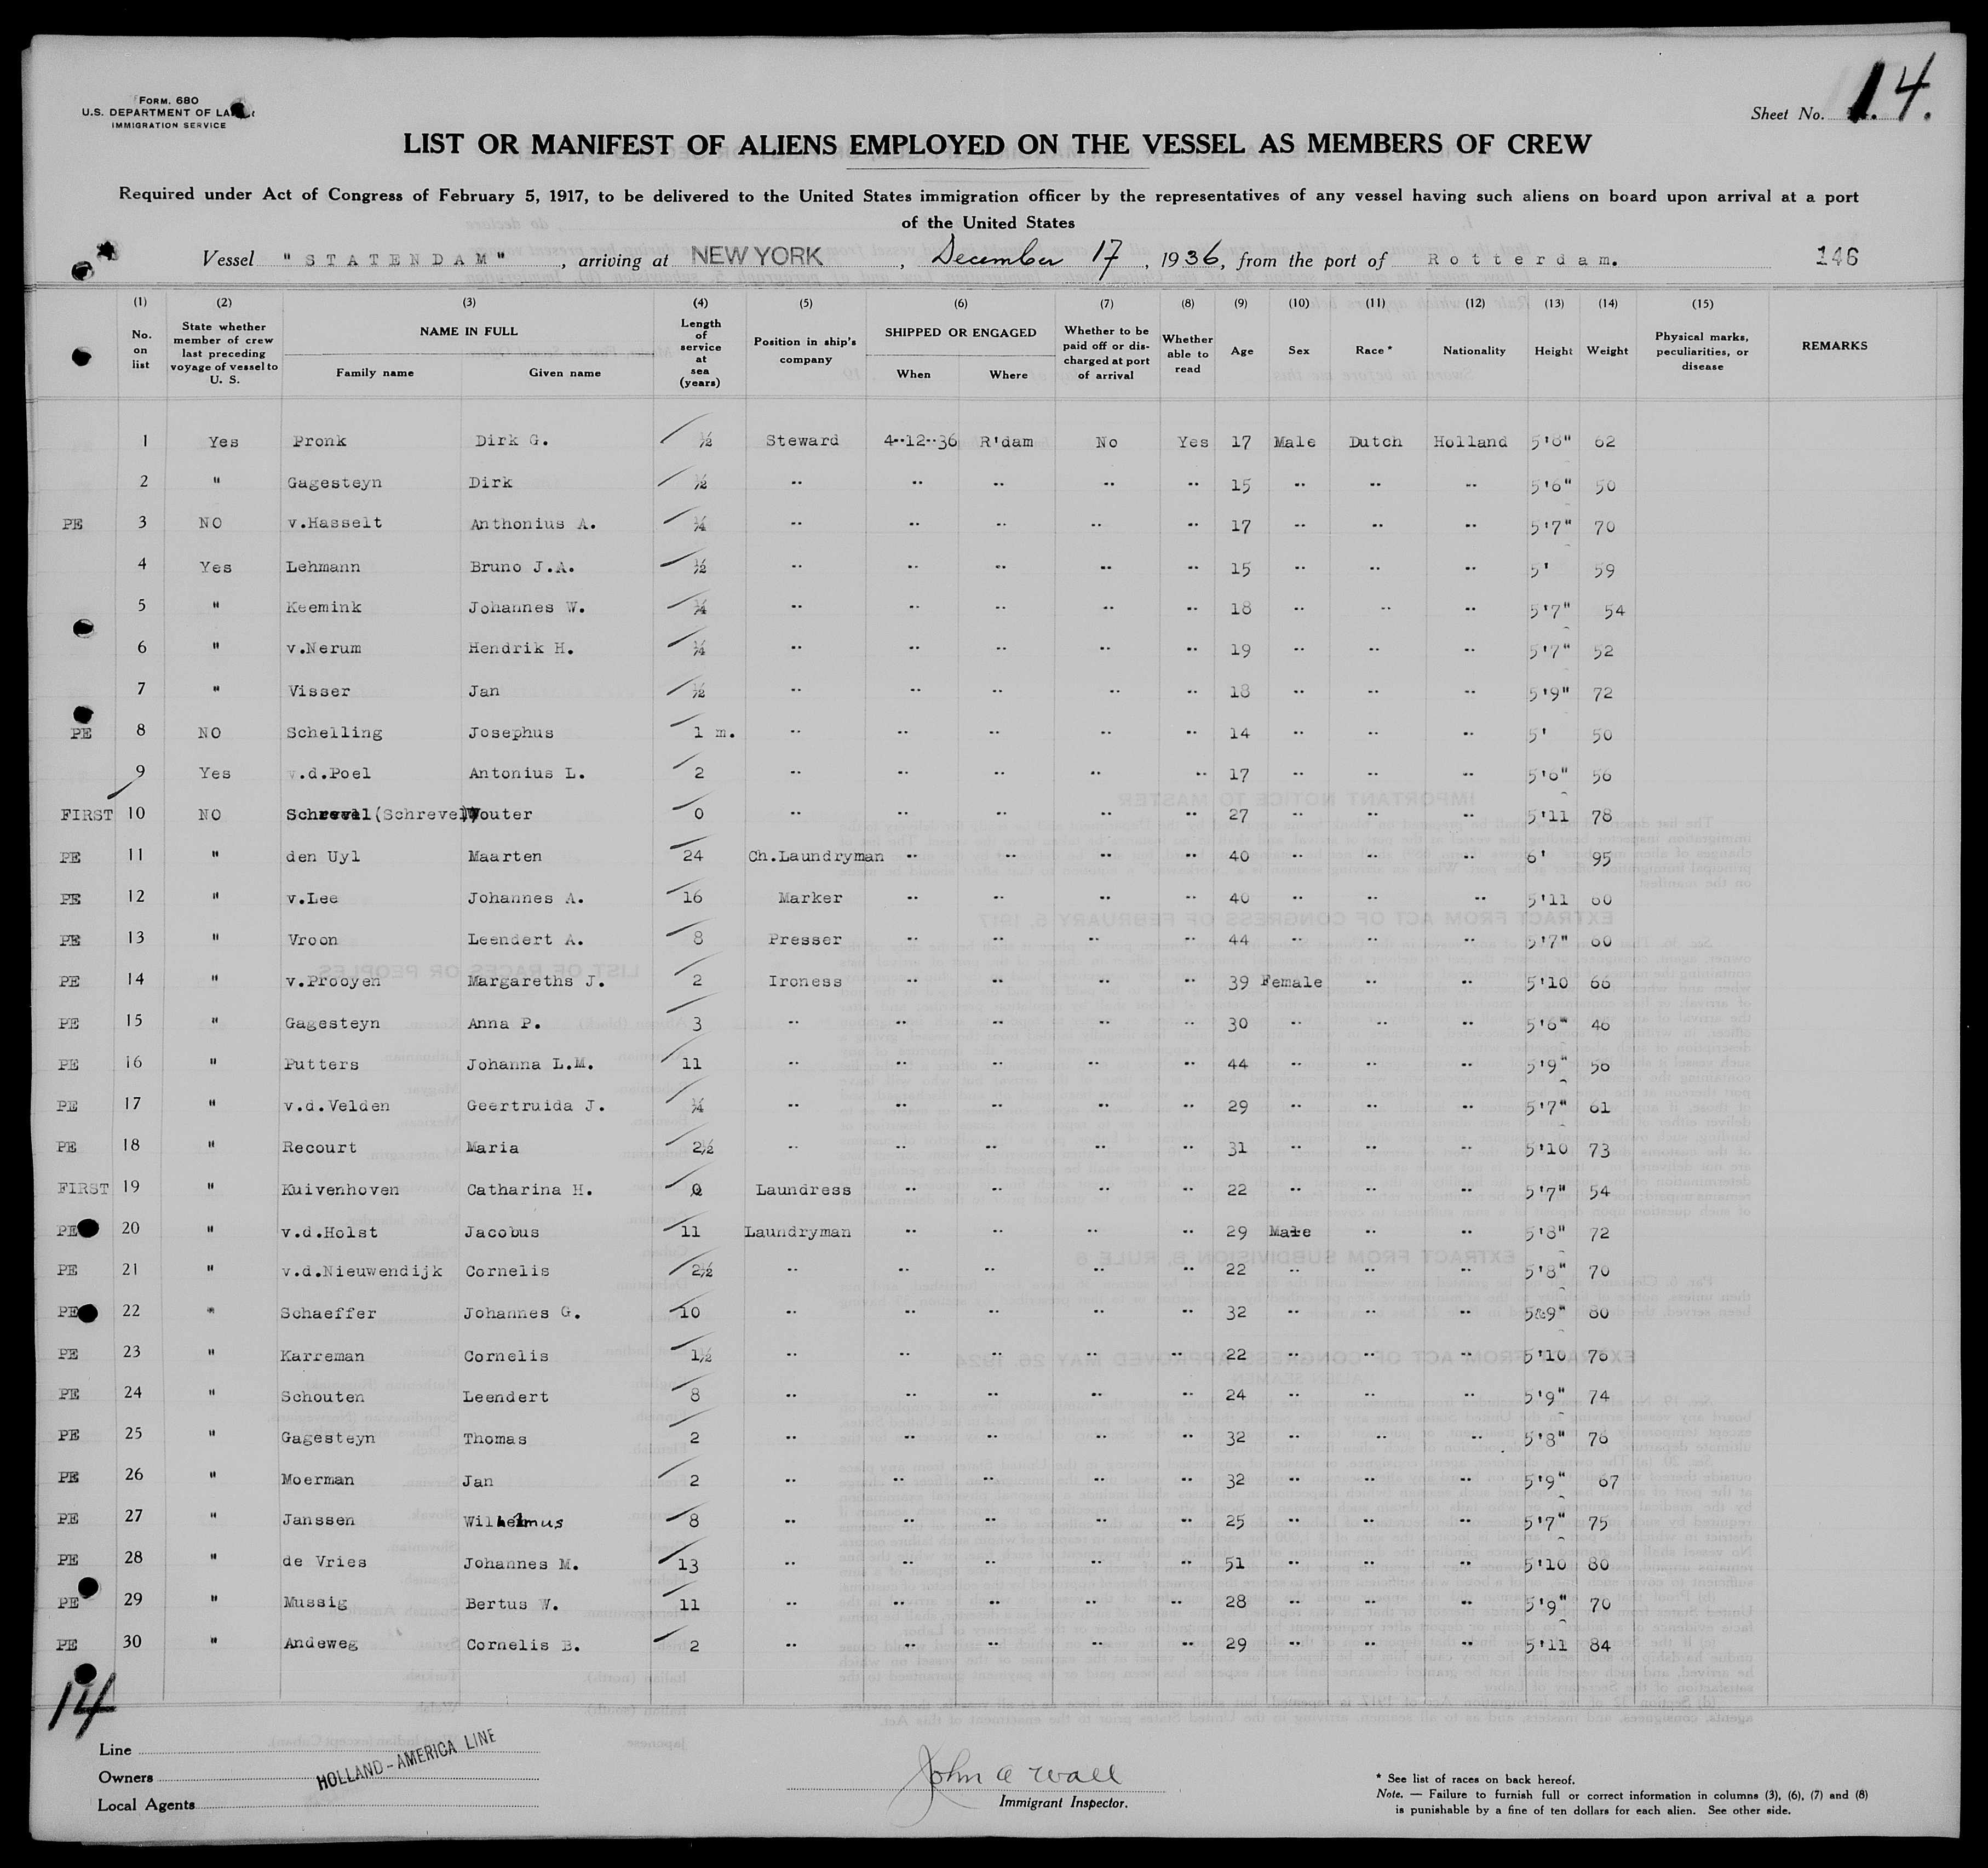 FORM. 680
U.S. DEPARTMENT OF LA
IMMIGRATION SERVICE
Sheet No. 14.
LIST OR MANIFEST OF ALIENS EMPLOYED ON THE VESSEL AS MEMBERS OF CREW
Required under Act of Congress of February 5, 1917, to be delivered to the United States immigration officer by the representatives of any vessel having such aliens on board upon arrival at a port
of the United States
Vessel "STATENDAM", arriving at NEW YORK, December 17, 1936, from the port of Rotterdam. 146
(1) (2) (3) (4) (5) (6) (7) (8) (9) (10) (11) (12) (13) (14) (15)
No. on list | State whether member of crew last preceding voyage of vessel to U. S. | NAME IN FULL Family name Given name | Length of service at sea (years) | Position in ship's company | SHIPPED OR ENGAGED When Where | Whether to be paid off or discharged at port of arrival | Whether able to read | Age | Sex | Race* | Nationality | Height | Weight | Physical marks, peculiarities, or disease | REMARKS
1 Yes Pronk Dirk G. ½ Steward 4-12-36 R'dam No Yes 17 Male Dutch Holland 5'8" 62
2 " Gagesteyn Dirk ½ " " " " " 15 " " " 5'6" 50
PE 3 NO v.Hasselt Anthonius A. ¼ " " " " " 17 " " " 5'7" 70
4 Yes Lehmann Bruno J.A. ½ " " " " " 15 " " " 5' 59
5 " Keemink Johannes W. ¼ " " " " " 18 " " " 5'7" 54
6 " v.Nerum Hendrik H. ¼ " " " " " 19 " " " 5'7" 52
7 " Visser Jan ½ " " " " " 18 " " " 5'9" 72
PE 8 NO Schelling Josephus 1 m. " " " " " 14 " " " 5' 50
9 Yes v.d.Poel Antonius L. 2 " " " " " 17 " " " 5'6" 56
FIRST 10 NO Schrevel (Schrevel) Wouter 0 " " " " " 27 " " " 5'11 78
PE 11 " den Uyl Maarten 24 Ch.Laundryman " " " " 40 " " " 6' 95
PE 12 " v.Lee Johannes A. 16 Marker " " " " 40 " " " 5'11 60
PE 13 " Vroon Leendert A. 8 Presser " " " " 44 " " " 5'7" 60
PE 14 " v.Prooyen Margareths J. 2 Ironess " " " " 39 Female " " 5'10 66
PE 15 " Gagesteyn Anna P. 3 " " " " " 30 " " " 5'6" 46
PE 16 " Putters Johanna L.M. 11 " " " " " 44 " " " 5'9" 56
PE 17 " v.d.Velden Geertruida J. ¼ " " " " " 29 " " " 5'7" 61
PE 18 " Recourt Maria 2½ " " " " " 31 " " " 5'10 73
FIRST 19 " Kuivenhoven Catharina H. 0 Laundress " " " " 22 " " " 5'7" 54
PE 20 " v.d.Holst Jacobus 11 Laundryman " " " " 29 Male " " 5'8" 72
PE 21 " v.d.Nieuwendijk Cornelis 2½ " " " " " 22 " " " 5'8" 70
PE 22 " Schaeffer Johannes G. 10 " " " " " 32 " " " 5&9" 80
PE 23 " Karreman Cornelis 1½ " " " " " 22 " " " 5'10 76
PE 24 " Schouten Leendert 8 " " " " " 24 " " " 5'9" 74
PE 25 " Gagesteyn Thomas 2 " " " " " 32 " " " 5'8" 76
PE 26 " Moerman Jan 2 " " " " " 32 " " " 5'9" 67
PE 27 " Janssen Wilhelmus 8 " " " " " 25 " " " 5'7" 75
PE 28 " de Vries Johannes M. 13 " " " " " 51 " " " 5'10 80
PE 29 " Mussig Bertus W. 11 " " " " " 28 " " " 5'9" 70
PE 30 " Andeweg Cornelis B. 2 " " " " " 29 " " " 5'11 84
14
Line
Owners HOLLAND-AMERICA LINE
Local Agents
John A Wall
Immigrant Inspector.
* See list of races on back hereof.
Note. — Failure to furnish full or correct information in columns (3), (6), (7) and (8)
is punishable by a fine of ten dollars for each alien. See other side.